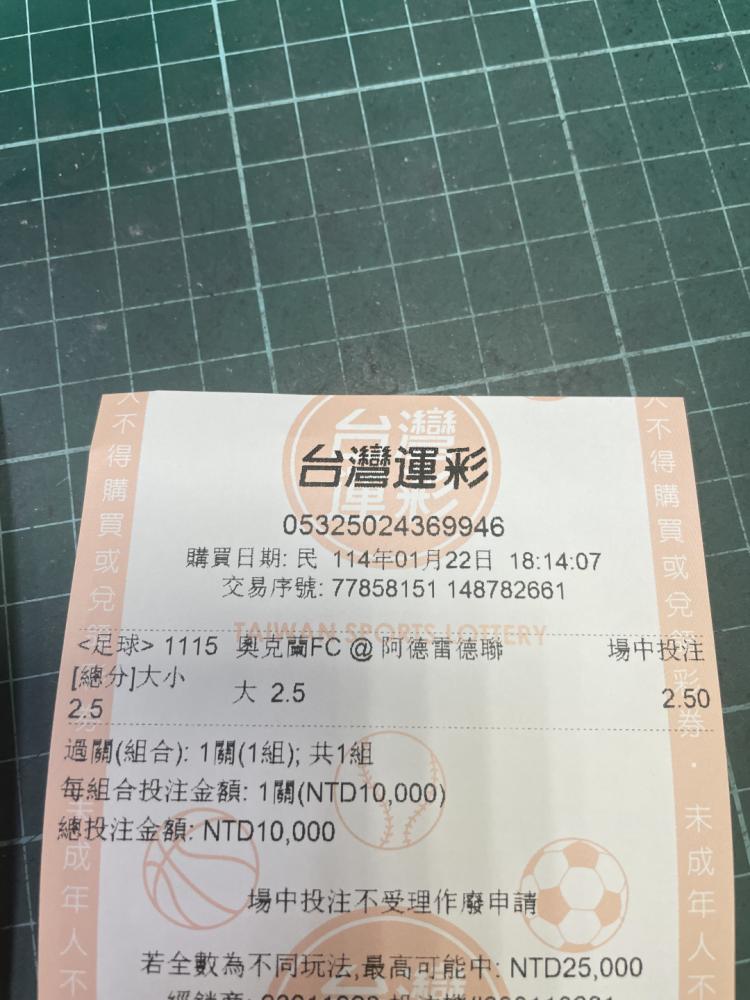 台灣運彩
台灣運彩
05325024369946
購買日期: 民 114年01月22日 18:14:07
交易序號: 77858151 148782661
TAIWAN SPORTS LOTTERY
<足球> 1115 奧克蘭FC @ 阿德雷德聯 場中投注
[總分]大小 大 2.5 2.50
2.5
過關(組合): 1關(1組); 共1組
每組合投注金額: 1關(NTD10,000)
總投注金額: NTD10,000
場中投注不受理作廢申請
若全數為不同玩法,最高可能中: NTD25,000
人不得購買或兌
未成年人不
人不得購買或兌領彩券・未成年人不